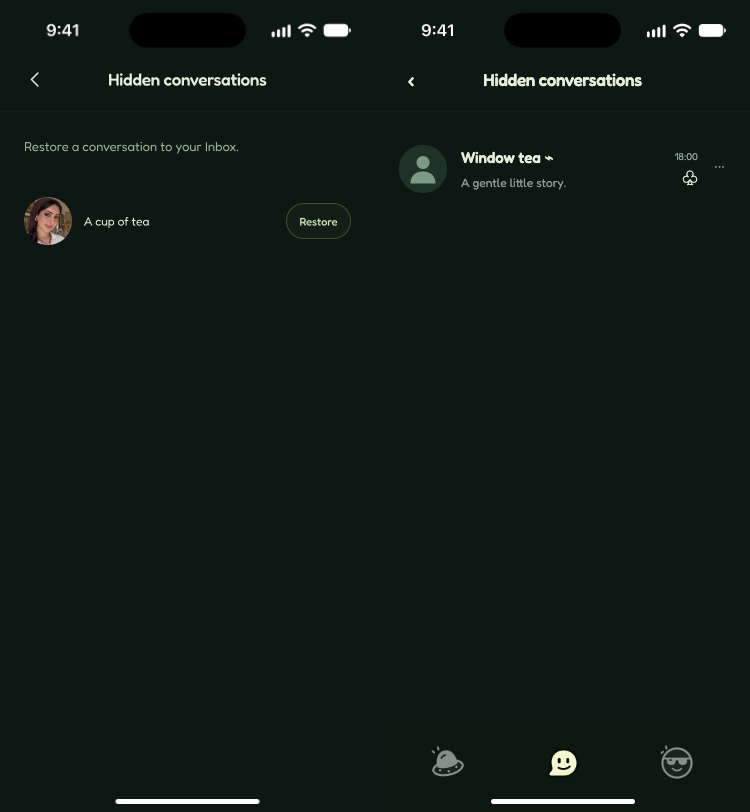 9:41
Hidden conversations
Restore a conversation to your Inbox.
A cup of tea
Restore
9:41
Hidden conversations
Window tea
18:00
A gentle little story.